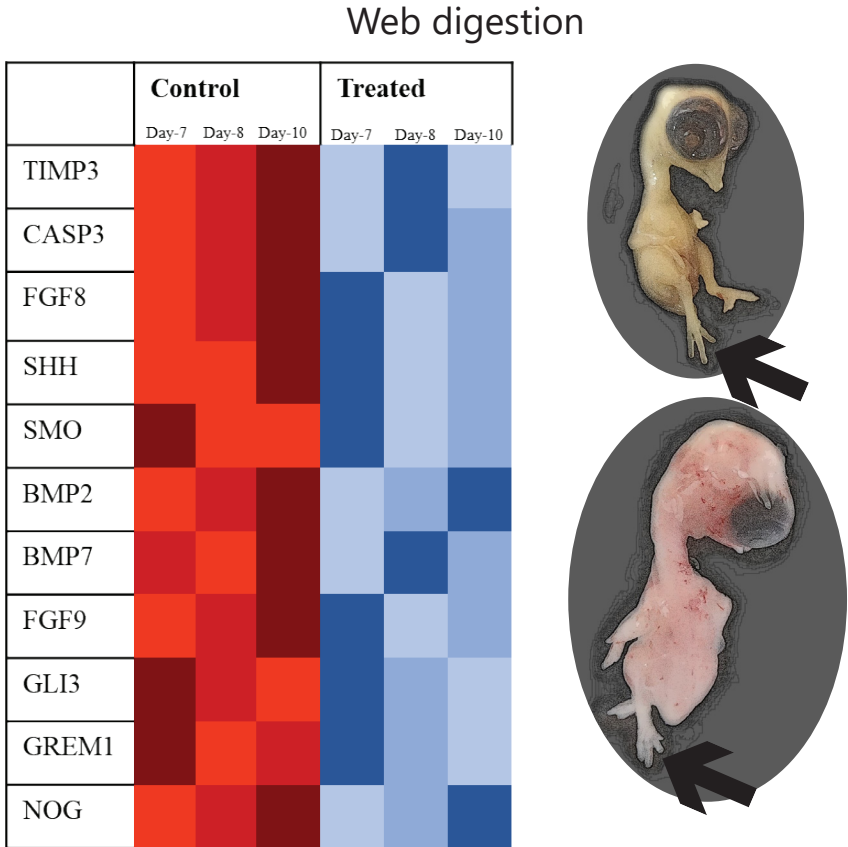 Web digestion
Control Treated
Day-7 Day-8 Day-10 Day-7 Day-8 Day-10
TIMP3
CASP3
FGF8
SHH
SMO
BMP2
BMP7
FGF9
GLI3
GREM1
NOG